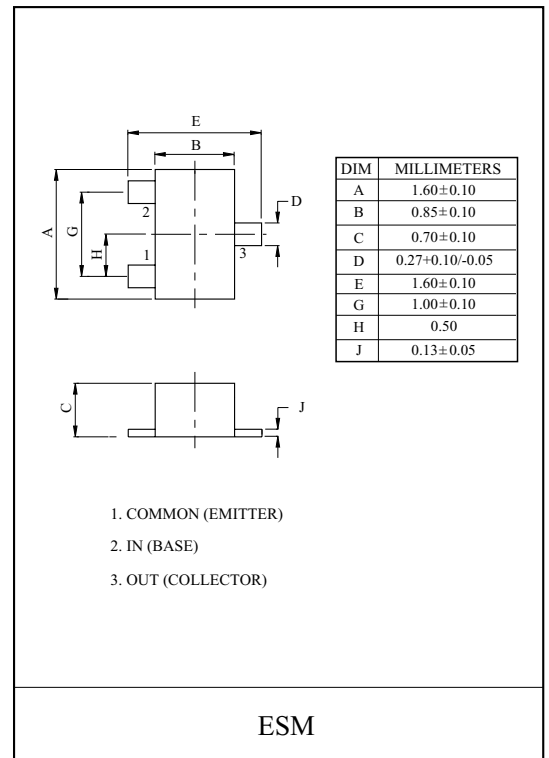 E
B
A
G
H
2
1
D
3
DIM MILLIMETERS
A 1.60±0.10
B 0.85±0.10
C 0.70±0.10
D 0.27+0.10/-0.05
E 1.60±0.10
G 1.00±0.10
H 0.50
J 0.13±0.05
C
J
1. COMMON (EMITTER)
2. IN (BASE)
3. OUT (COLLECTOR)
ESM